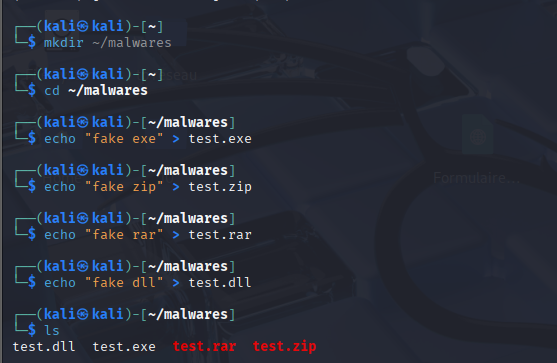 ┌──(kali㉿kali)-[~]
└─$ mkdir ~/malwares
┌──(kali㉿kali)-[~]
└─$ cd ~/malwares
┌──(kali㉿kali)-[~/malwares]
└─$ echo "fake exe" > test.exe
┌──(kali㉿kali)-[~/malwares]
└─$ echo "fake zip" > test.zip
┌──(kali㉿kali)-[~/malwares]
└─$ echo "fake rar" > test.rar
Formulaire....
┌──(kali㉿kali)-[~/malwares]
└─$ echo "fake dll" > test.dll
┌──(kali㉿kali)-[~/malwares]
└─$ ls
test.dll  test.exe  test.rar  test.zip